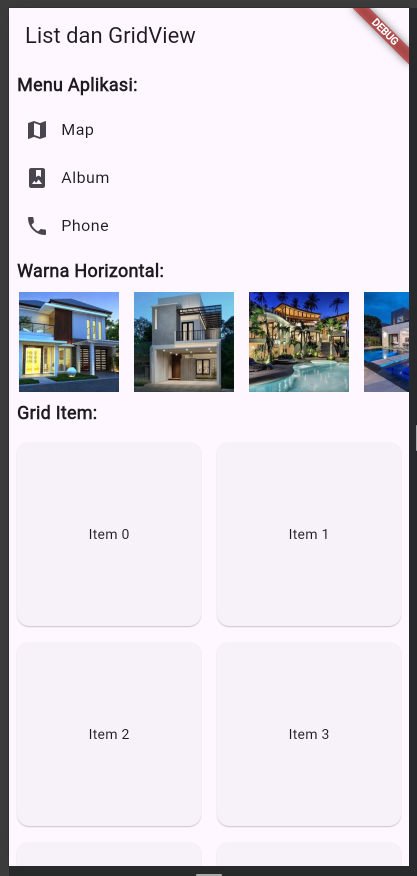 List dan GridView
DEBUG
Menu Aplikasi:
Map
Album
Phone
Warna Horizontal:
Grid Item:
Item 0
Item 1
Item 2
Item 3